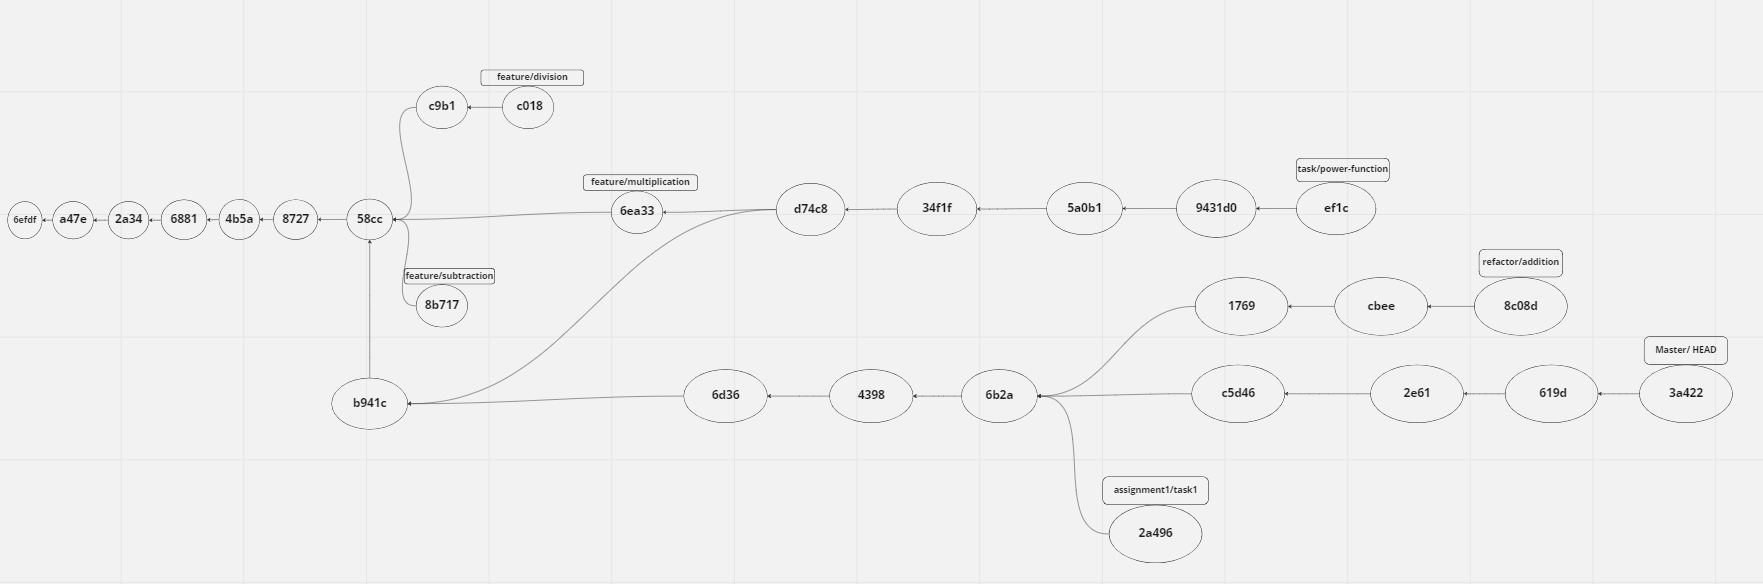 feature/division
c9b1
c018
task/power-function
feature/multiplication
6efdf
a47e
2a34
6881
4b5a
8727
58cc
6ea33
d74c8
34f1f
5a0b1
9431d0
ef1c
refactor/addition
feature/subtraction
8b717
1769
cbee
8c08d
Master/ HEAD
b941c
6d36
4398
6b2a
c5d46
2e61
619d
3a422
assignment1/task1
2a496